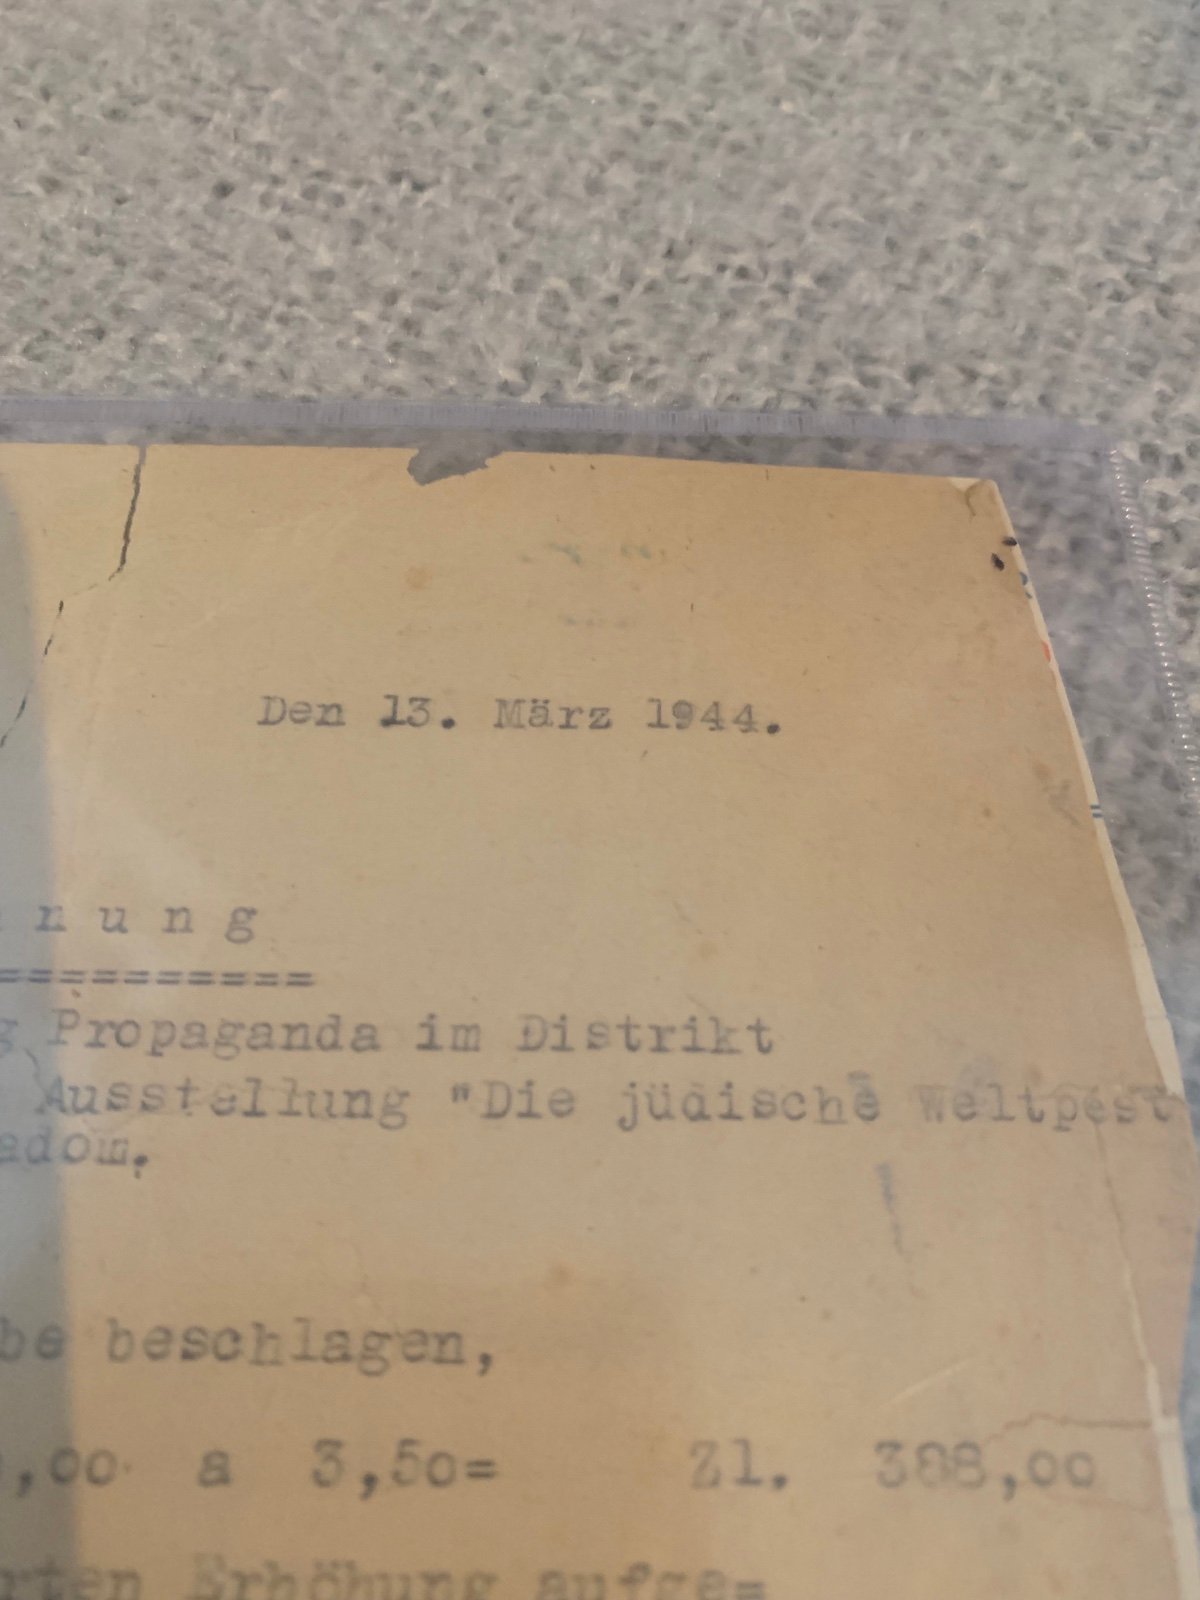 Den 13. März 1944.
nung
==========
g Propaganda im Distrikt
Ausstellung "Die jüdische Weltpest
adom.
be beschlagen,
,oo a 3,5o= Zl. 388,oo
rten Erhöhung aufge=